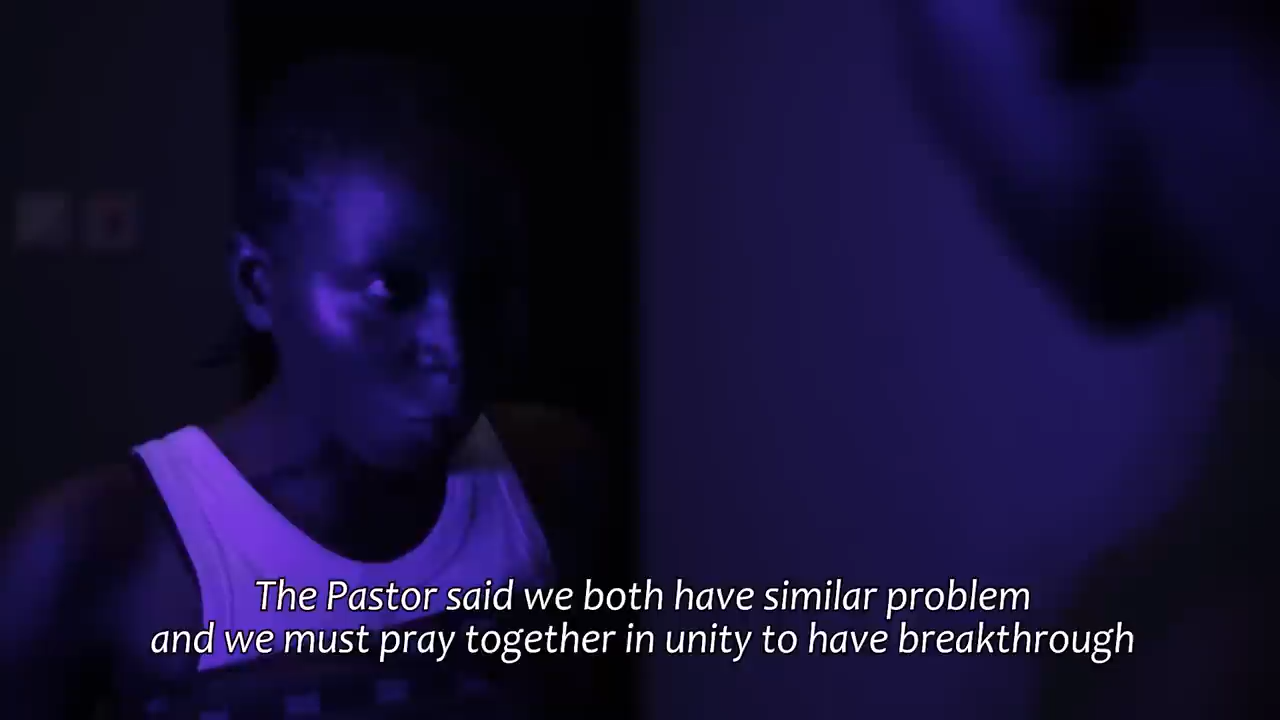 The Pastor said we both have similar problem
and we must pray together in unity to have breakthrough